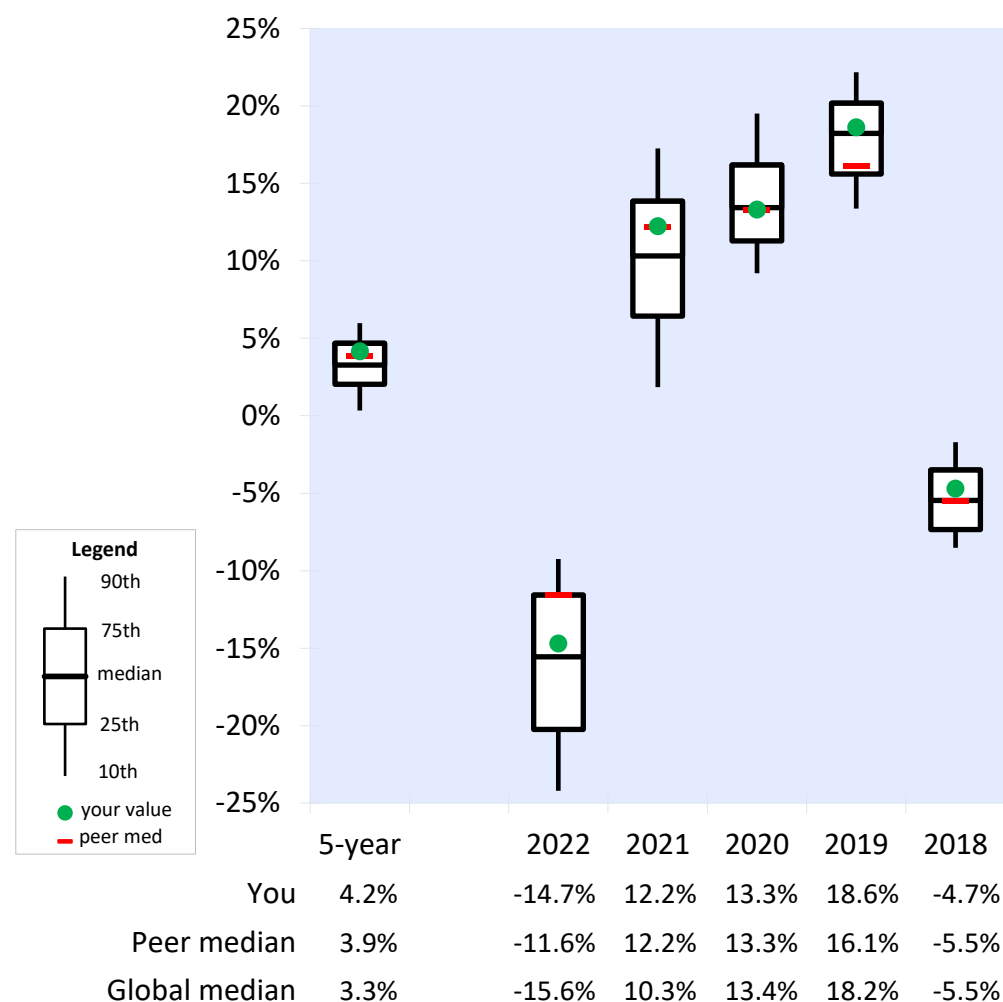 25%
20%
15%
10%
5%
0%
-5%
-10%
-15%
-20%
-25%
Legend
90th
75th
median
25th
10th
your value
peer med
5-year 2022 2021 2020 2019 2018
You 4.2% -14.7% 12.2% 13.3% 18.6% -4.7%
Peer median 3.9% -11.6% 12.2% 13.3% 16.1% -5.5%
Global median 3.3% -15.6% 10.3% 13.4% 18.2% -5.5%